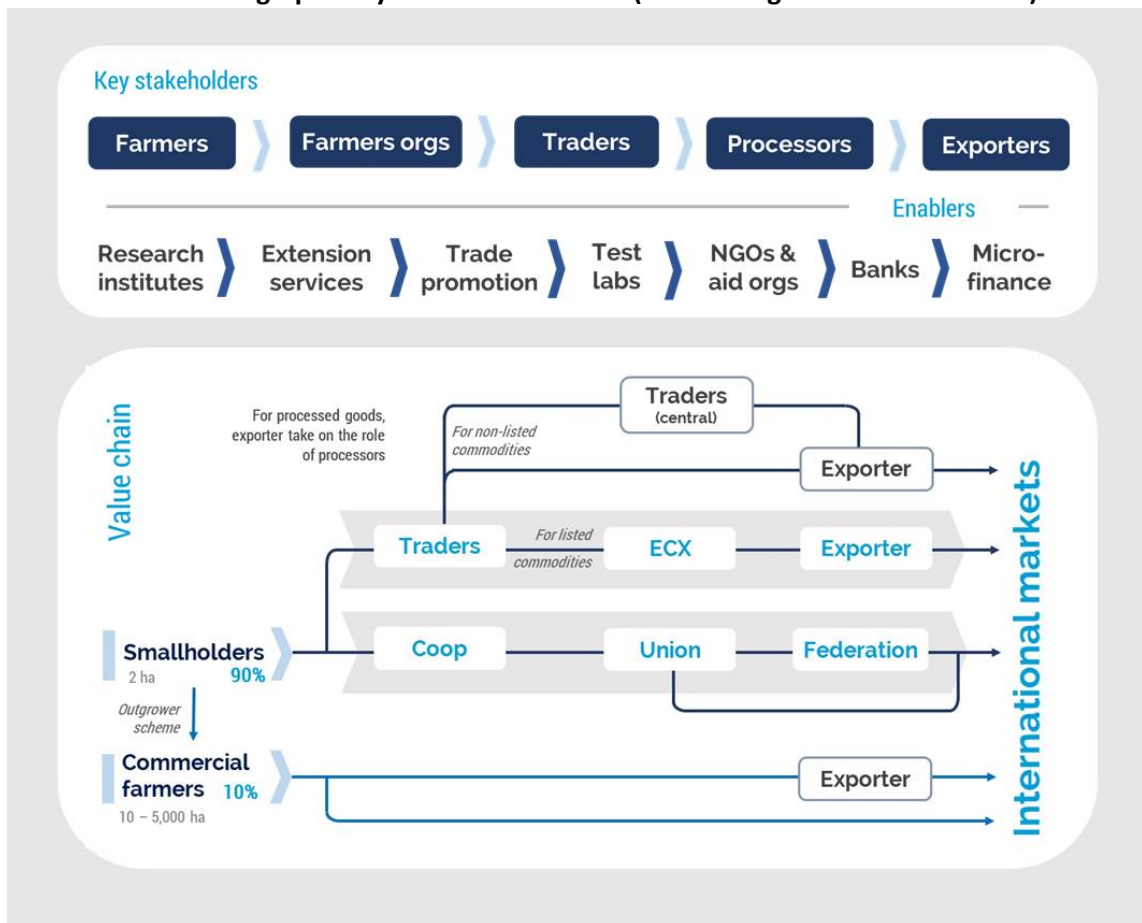 Key stakeholders
Farmers
Farmers orgs
Traders
Processors
Exporters
Enablers
Research
institutes
Extension
services
Trade
promotion
Test
labs
NGOs &
aid orgs
Banks
Micro-
finance
Value chain
For processed goods,
exporter take on the role
of processors
For non-listed
commodities
Traders
(central)
Exporter
Traders
For listed
commodities
ECX
Exporter
Smallholders
2 ha
90%
Coop
Union
Federation
Outgrower
scheme
Commercial
farmers 10%
10 – 5,000 ha
Exporter
International markets